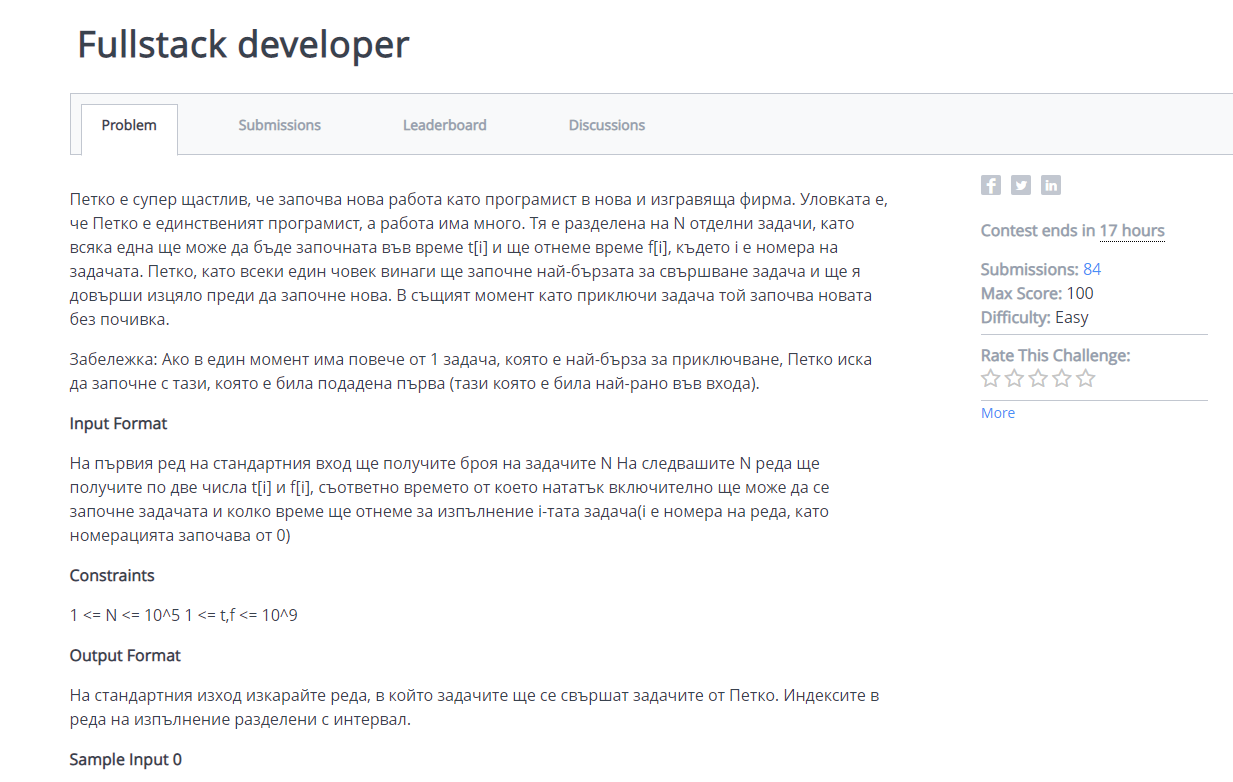 Fullstack developer
Problem
Submissions
Leaderboard
Discussions
Петко е супер щастлив, че започва нова работа като програмист в нова и изгравяща фирма. Уловката е,
че Петко е единственият програмист, а работа има много. Тя е разделена на N отделни задачи, като
всяка една ще може да бъде започната във време t[i] и ще отнеме време f[i], където i е номера на
задачата. Петко, като всеки един човек винаги ще започне най-бързата за свършване задача и ще я
довърши изцяло преди да започне нова. В същият момент като приключи задача той започва новата
без почивка.
Забележка: Ако в един момент има повече от 1 задача, която е най-бърза за приключване, Петко иска
да започне с тази, която е била подадена първа (тази която е била най-рано във входа).
Input Format
На първия ред на стандартния вход ще получите броя на задачите N На следвашите N реда ще
получите по две числа t[i] и f[i], съответно времето от което нататък включително ще може да се
започне задачата и колко време ще отнеме за изпълнение i-тата задача(i е номера на реда, като
номерацията започава от 0)
Constraints
1 <= N <= 10^5 1 <= t,f <= 10^9
Output Format
На стандартния изход изкарайте реда, в който задачите ще се свършат задачите от Петко. Индексите в
реда на изпълнение разделени с интервал.
Sample Input 0
Contest ends in 17 hours
Submissions: 84
Max Score: 100
Difficulty: Easy
Rate This Challenge:
More